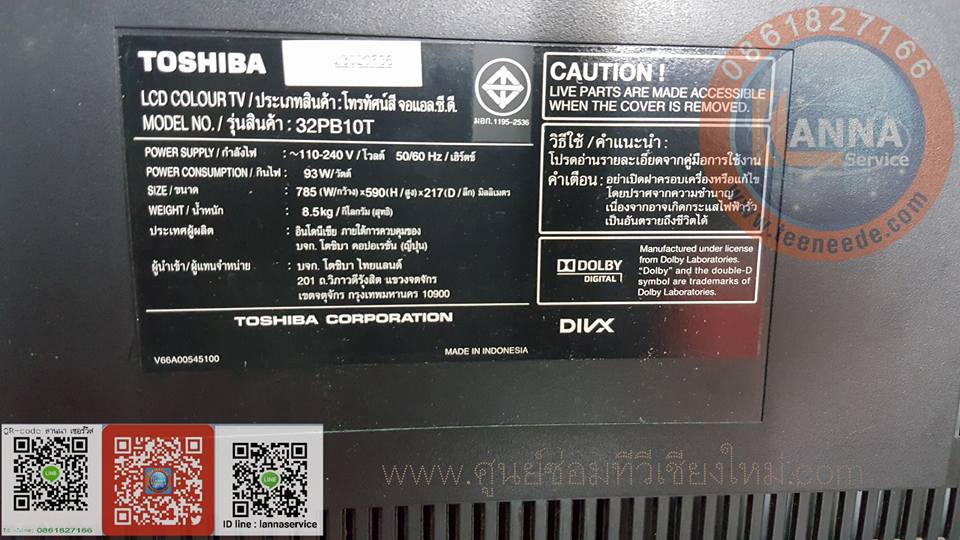 TOSHIBA
LCD COLOUR TV / ประเภทสินค้า : โทรทัศน์สี จอแอล.ซี.ดี.
MODEL NO. / รุ่นสินค้า : 32PB10T
POWER SUPPLY / กำลังไฟ : ~110-240 V / โวลต์ 50/60 Hz / เฮิร์ตซ์
POWER CONSUMPTION / กินไฟ : 93 W/วัตต์
SIZE / ขนาด : 785 (W/กว้าง) x 590 (H / สูง) x 217 (D / ลึก) มิลลิเมตร
WEIGHT / น้ำหนัก : 8.5 kg / กิโลกรัม (สุทธิ)
ประเทศผู้ผลิต : อินโดนีเซีย ภายใต้การควบคุมของ
บจก. โตชิบา คอปอเรชั่น (ญี่ปุ่น)
ผู้นำเข้า/ผู้แทนจำหน่าย : บจก. โตชิบา ไทยแลนด์
201 ถ.วิภาวดีรังสิต แขวงจตุจักร
เขตจตุจักร กรุงเทพมหานคร 10900
มอก. 1195-2536
CAUTION !
LIVE PARTS ARE MADE ACCESSIBLE
WHEN THE COVER IS REMOVED.
วิธีใช้ / คำแนะนำ :
โปรดอ่านรายละเอียดจากคู่มือการใช้งาน
คำเตือน : อย่าเปิดฝาครอบเครื่องหรือแก้ไข
โดยปราศจากความชำนาญ
เนื่องจากอาจเกิดกระแสไฟฟ้ารั่ว
เป็นอันตรายถึงชีวิตได้
DOLBY
DIGITAL
Manufactured under license
from Dolby Laboratories.
"Dolby" and the double-D
symbol are trademarks of
Dolby Laboratories.
TOSHIBA CORPORATION
DIVX
MADE IN INDONESIA
V66A00545100
0861827166
LANNA
Service
www.teeneede.com
www.ศูนย์ซ่อมทีวีเชียงใหม่.com
QR-code ลานนา เซอร์วิส
LINE
0861827166
LINE
ID line : lannaservice